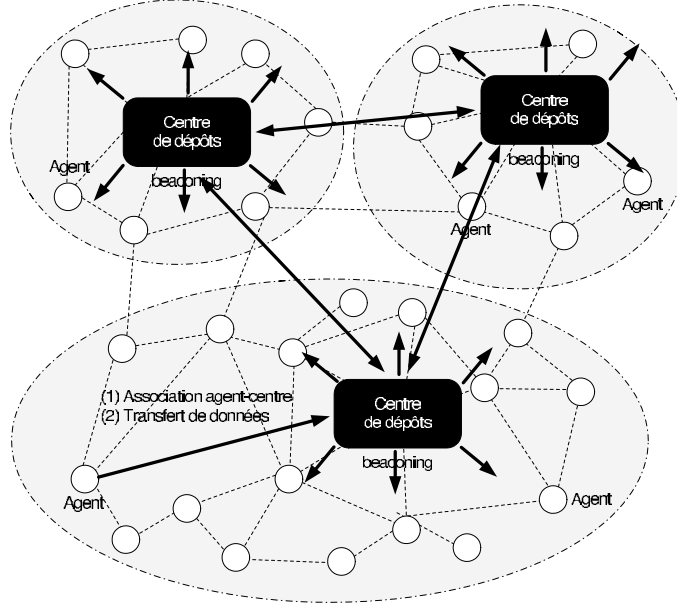 Centre
de dépôts
Agent
beaconing
Centre
de dépôts
beaconing
Agent
Agent
(1) Association agent-centre
(2) Transfert de données
Centre
de dépôts
beaconing
Agent
Agent